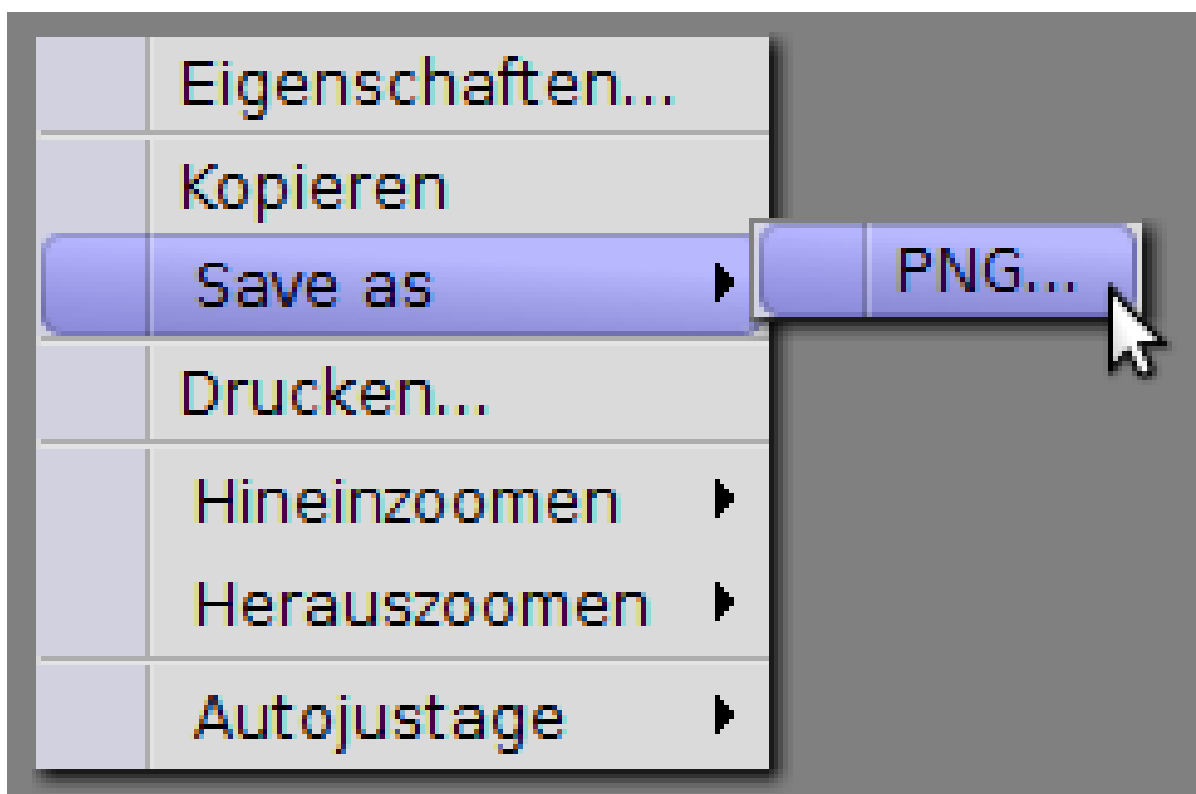 Eigenschaften...
Kopieren
Save as
PNG...
Drucken...
Hineinzoomen
Herauszoomen
Autojustage